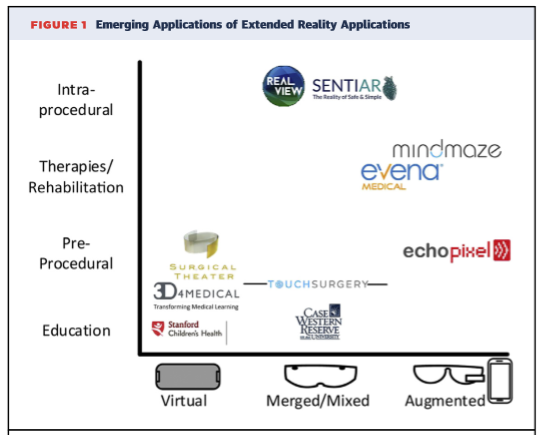 FIGURE 1 Emerging Applications of Extended Reality Applications
Intra-
procedural
REAL
VIEW
SENTIAR
The Reality of Safe & Simple
Therapies/
Rehabilitation
mindmaze
evena
MEDICAL
Pre-
Procedural
SURGICAL
THEATER
echopixel
3D4MEDICAL
Transforming Medical Learning
TOUCHSURGERY
Education
Stanford
Children's Health
CASE
WESTERN
RESERVE
UNIVERSITY
Virtual
Merged/Mixed
Augmented